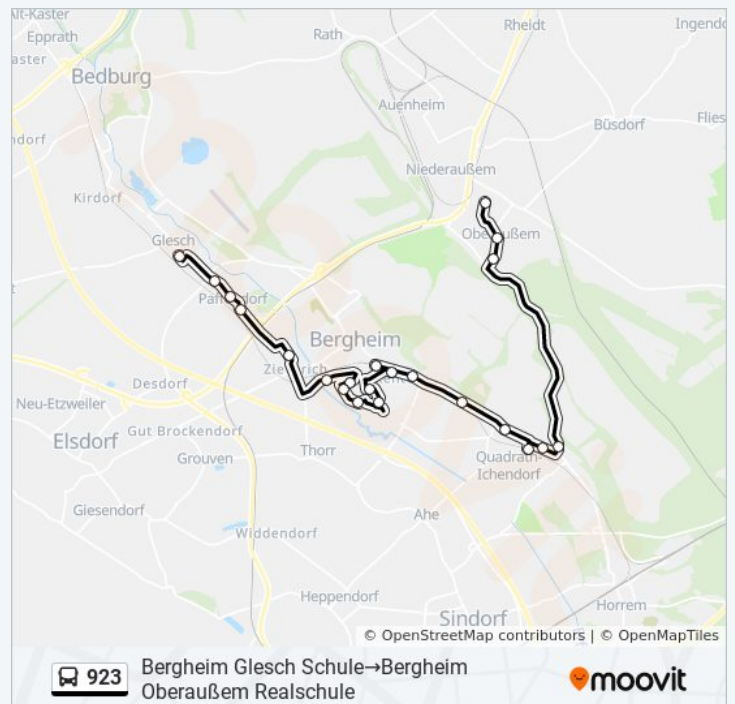 Alt-Kaster
Epprath
Rath
Rheidt
Ingendo
aster
Bedburg
Auenheim
Büsdorf
Flies
ndorf
Niederaußem
Kirdorf
Glesch
Oberaußem
Paffendorf
Bergheim
Zieverich
Desdorf
Neu-Etzweiler
Gut Brockendorf
Elsdorf
Grouven
Thorr
Quadrath-
Ichendorf
Giesendorf
Ahe
Widdendorf
Heppendorf
Horrem
Sindorf
© OpenStreetMap contributors | © OpenMapTiles
923
Bergheim Glesch Schule→Bergheim
Oberaußem Realschule
moovit